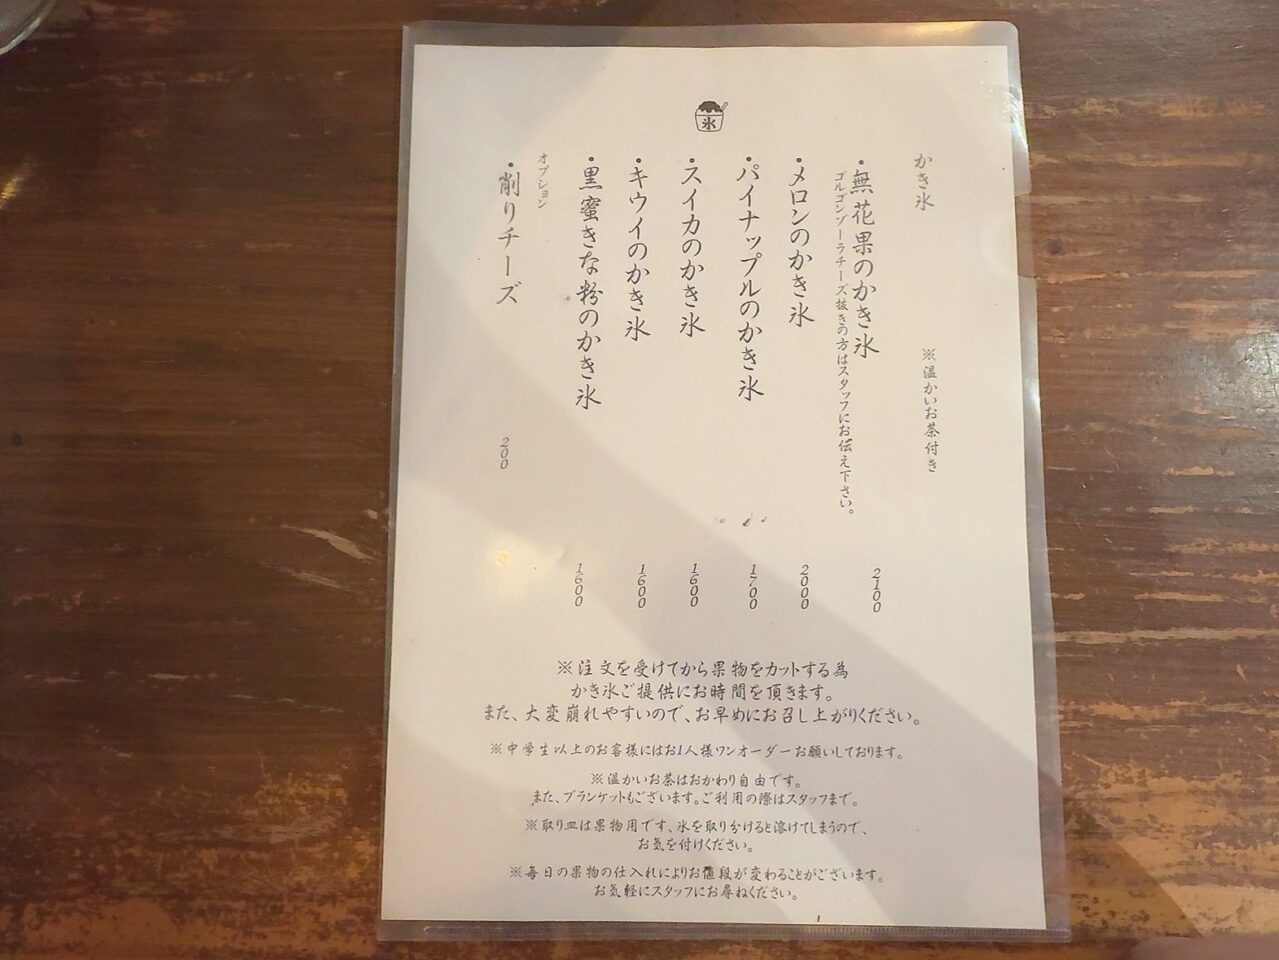 氷
かき氷 ※温かいお茶付き
・無花果のかき氷 2100
ゴルゴンゾーラチーズ抜きの方はスタッフにお伝え下さい。
・メロンのかき氷 2000
・パイナップルのかき氷 1700
・スイカのかき氷 1600
・キウイのかき氷 1600
・黒蜜きな粉のかき氷 1600
オプション
・削りチーズ 200
※注文を受けてから果物をカットする為
かき氷ご提供にお時間を頂きます。
また、大変崩れやすいので、お早めにお召し上がりください。
※中学生以上のお客様にはお1人様ワンオーダーお願いしております。
※温かいお茶はおかわり自由です。
また、ブランケットもございます。ご利用の際はスタッフまで。
※取り皿は果物用です、氷を取り分けると溶けてしまうので、
お気を付けください。
※毎日の果物の仕入れによりお値段が変わることがございます。
お気軽にスタッフにお尋ねください。